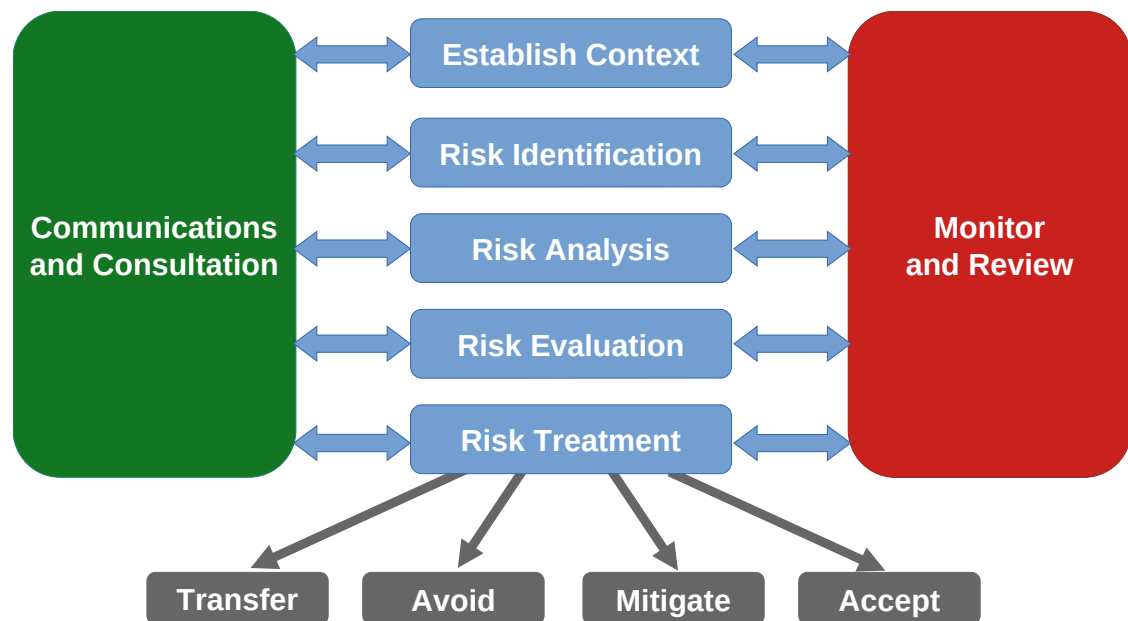 Establish Context
Risk Identification
Communications
and Consultation
Risk Analysis
Monitor
and Review
Risk Evaluation
Risk Treatment
Transfer
Avoid
Mitigate
Accept